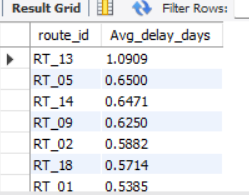 Result Grid Filter Rows:
route_id Avg_delay_days
RT_13 1.0909
RT_05 0.6500
RT_14 0.6471
RT_09 0.6250
RT_02 0.5882
RT_18 0.5714
RT_01 0.5385